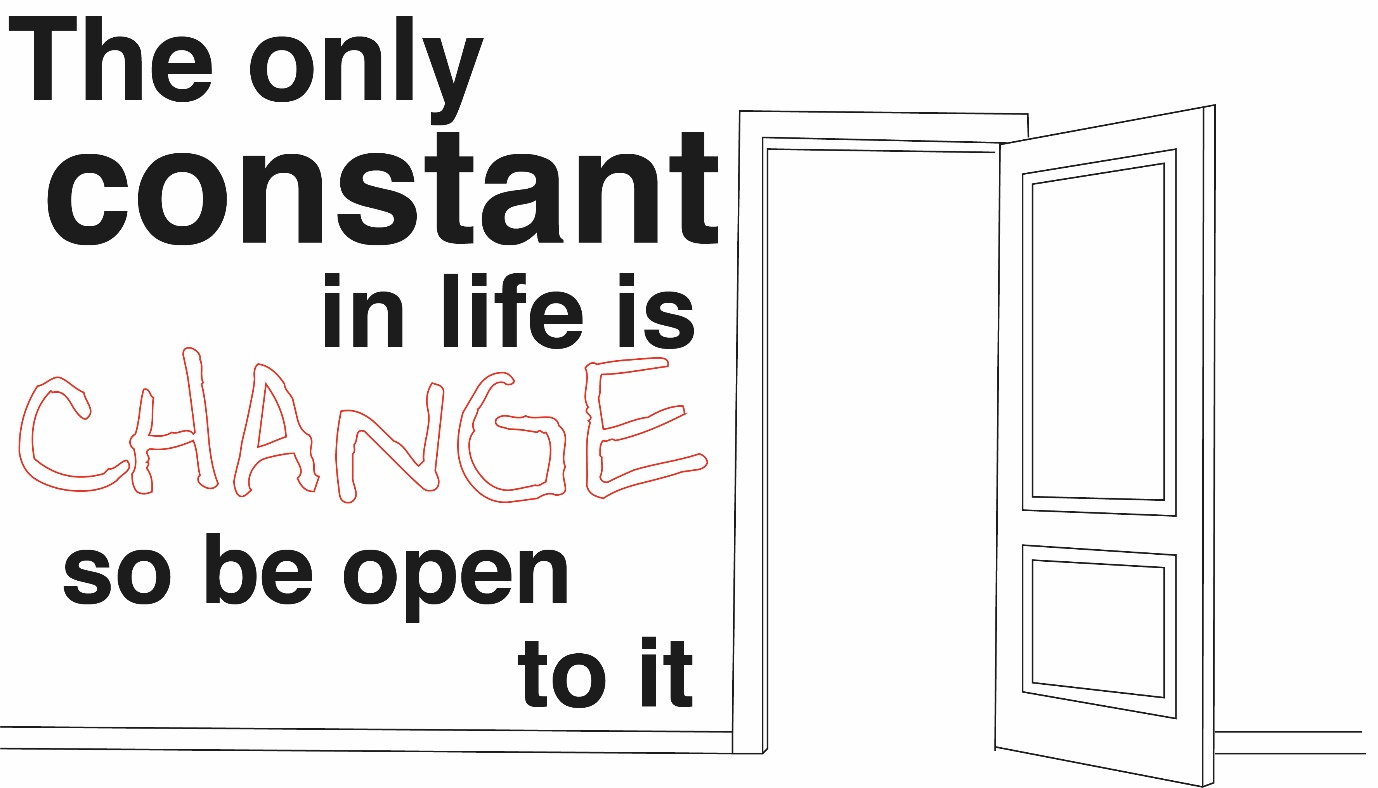 The only
constant
in life is
CHANGE
so be open
to it